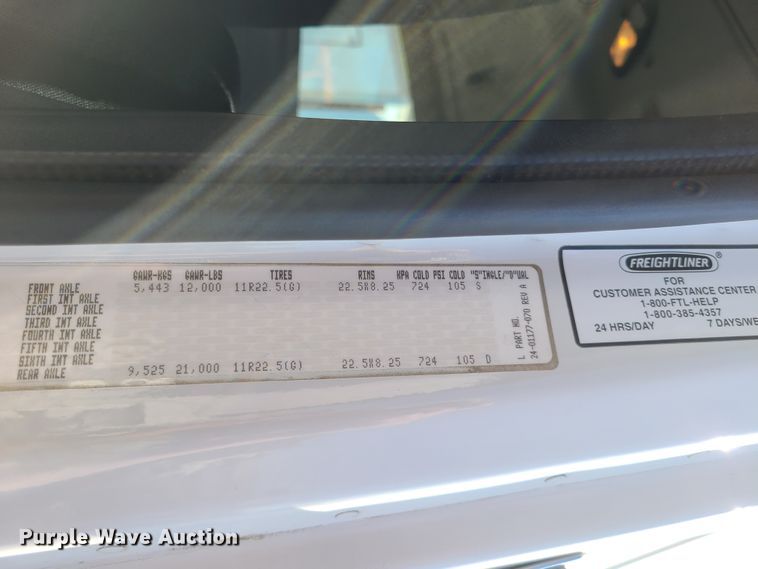 GAWR-KGS GAWR-LBS TIRES RIMS KPA COLD PSI COLD "S"INGLE/"D"UAL
FRONT AXLE 5,443 12,000 11R22.5(G) 22.5X8.25 724 105 S
FIRST INT AXLE
SECOND INT AXLE
THIRD INT AXLE
FOURTH INT AXLE
FIFTH INT AXLE
SIXTH INT AXLE
REAR AXLE 9,525 21,000 11R22.5(G) 22.5X8.25 724 105 D
L PART NO.
24-01177-070 REV A
FREIGHTLINER®
FOR
CUSTOMER ASSISTANCE CENTER
1-800-FTL-HELP
1-800-385-4357
24 HRS/DAY 7 DAYS/WE
Purple Wave Auction